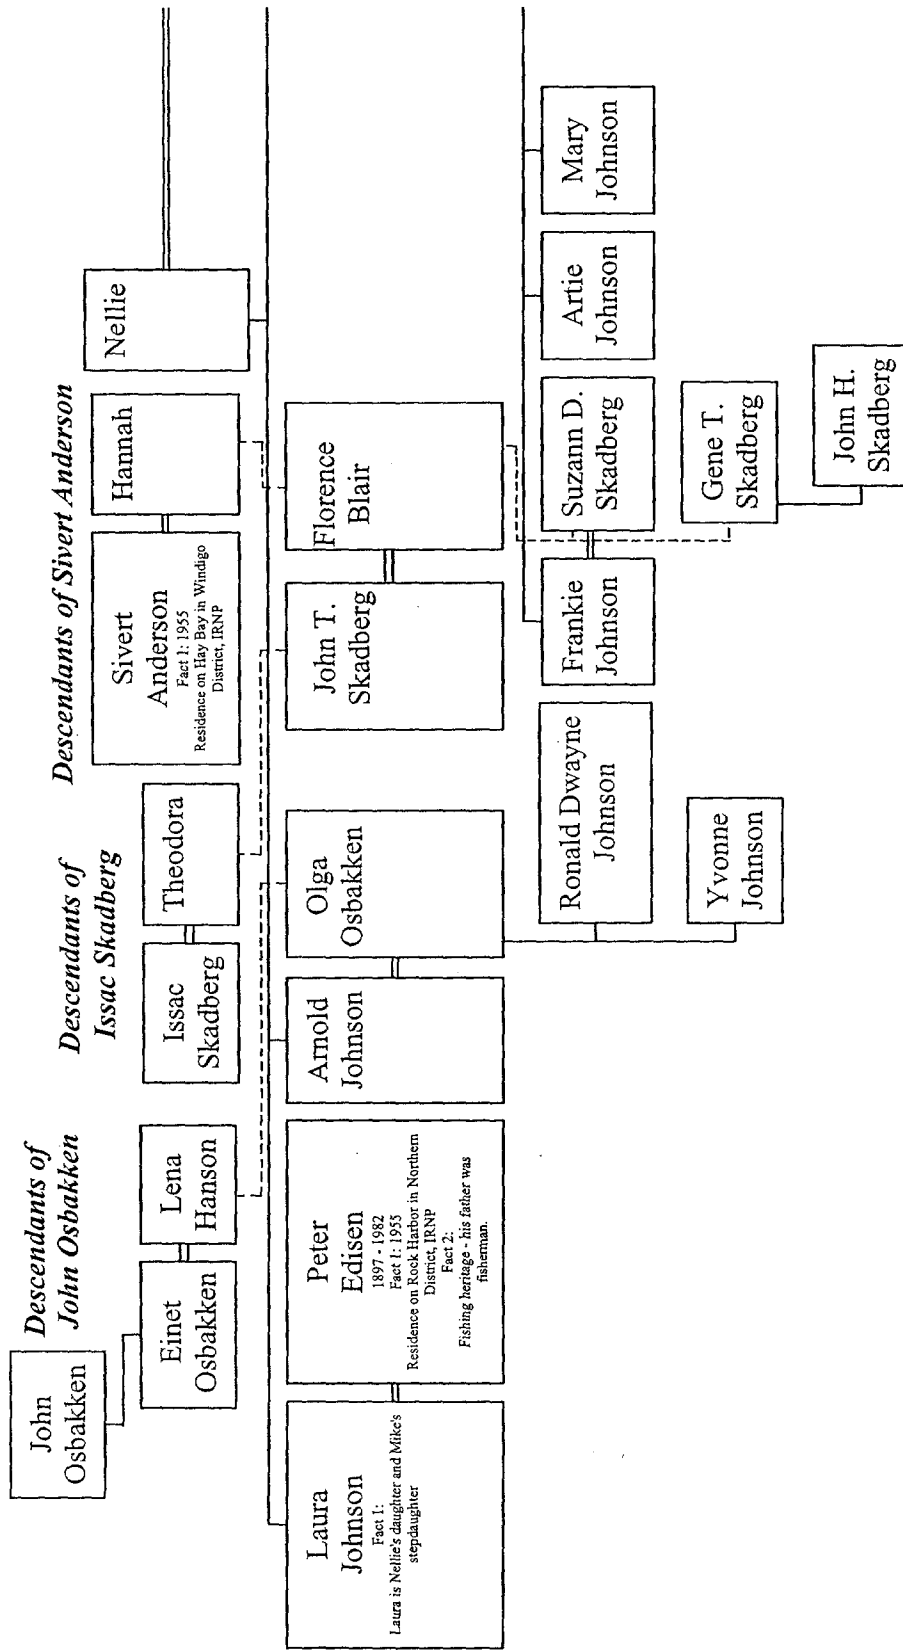 John
Osbakken
Descendants of
John Osbakken
Einet
Osbakken
Lena
Hanson
Descendants of
Issac Skadberg
Issac
Skadberg
Theodora
Descendants of Sivert Anderson
Sivert
Anderson
Fact 1: 1955
Residence on Hay Bay in Windigo
District, IRNP
Hannah
Nellie
Laura
Johnson
Fact 1:
Laura is Nellie's daughter and Mike's
stepdaughter
Peter
Edisen
1897 - 1982
Fact 1: 1955
Residence on Rock Harbor in Northern
District, IRNP
Fact 2:
Fishing heritage - his father was
fisherman.
Arnold
Johnson
Olga
Osbakken
John T.
Skadberg
Florence
Blair
Ronald Dwayne
Johnson
Frankie
Johnson
Suzann D.
Skadberg
Artie
Johnson
Mary
Johnson
Yvonne
Johnson
Gene T.
Skadberg
John H.
Skadberg